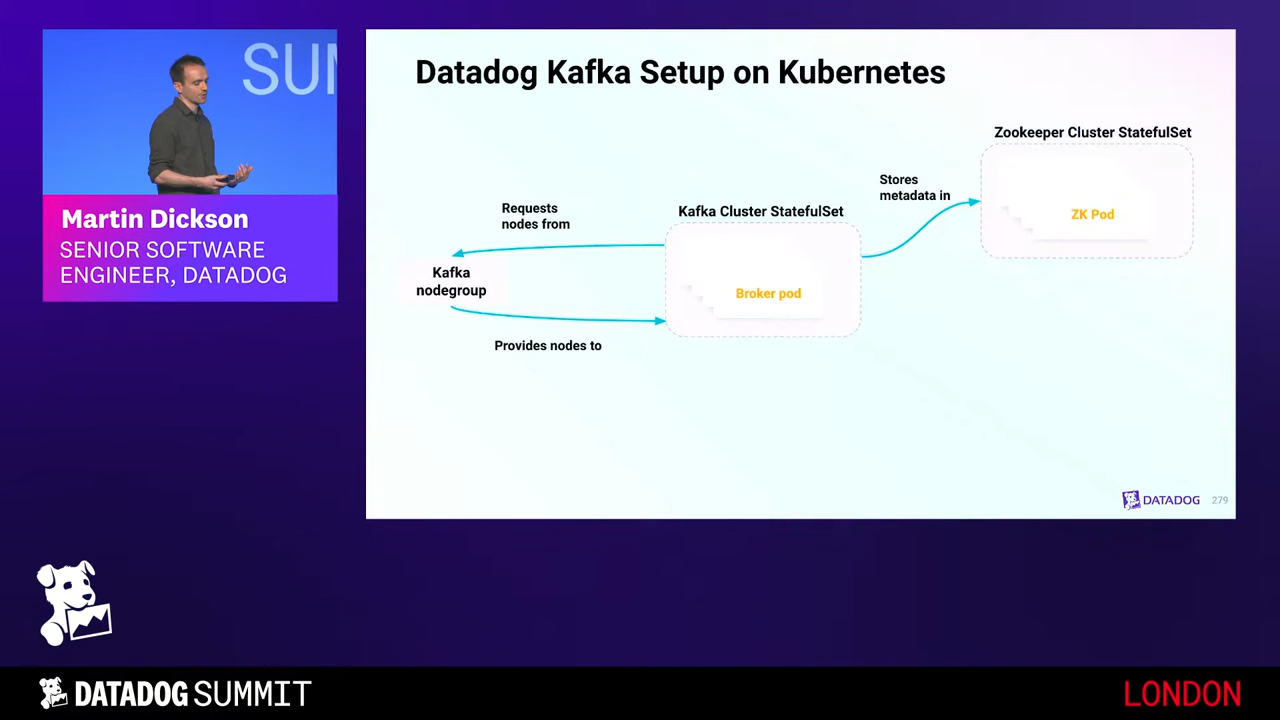 SUM
Martin Dickson
SENIOR SOFTWARE
ENGINEER, DATADOG
Datadog Kafka Setup on Kubernetes
Zookeeper Cluster StatefulSet
Stores
metadata in
ZK Pod
Requests
nodes from
Kafka Cluster StatefulSet
Kafka
nodegroup
Broker pod
Provides nodes to
DATADOG 279
DATADOG SUMMIT
LONDON